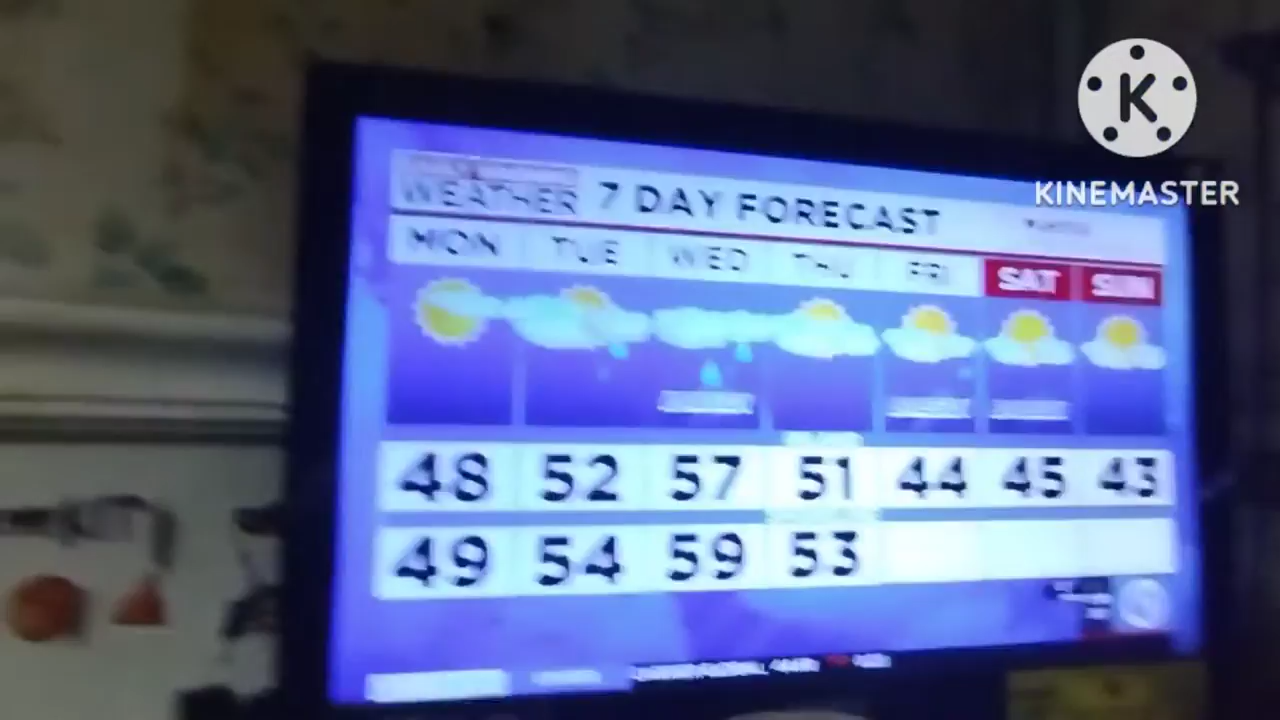 KINEMASTER
WEATHER 7 DAY FORECAST
MON TUE WED THU FRI SAT SUN
48 52 57 51 44 45 43
49 54 59 53